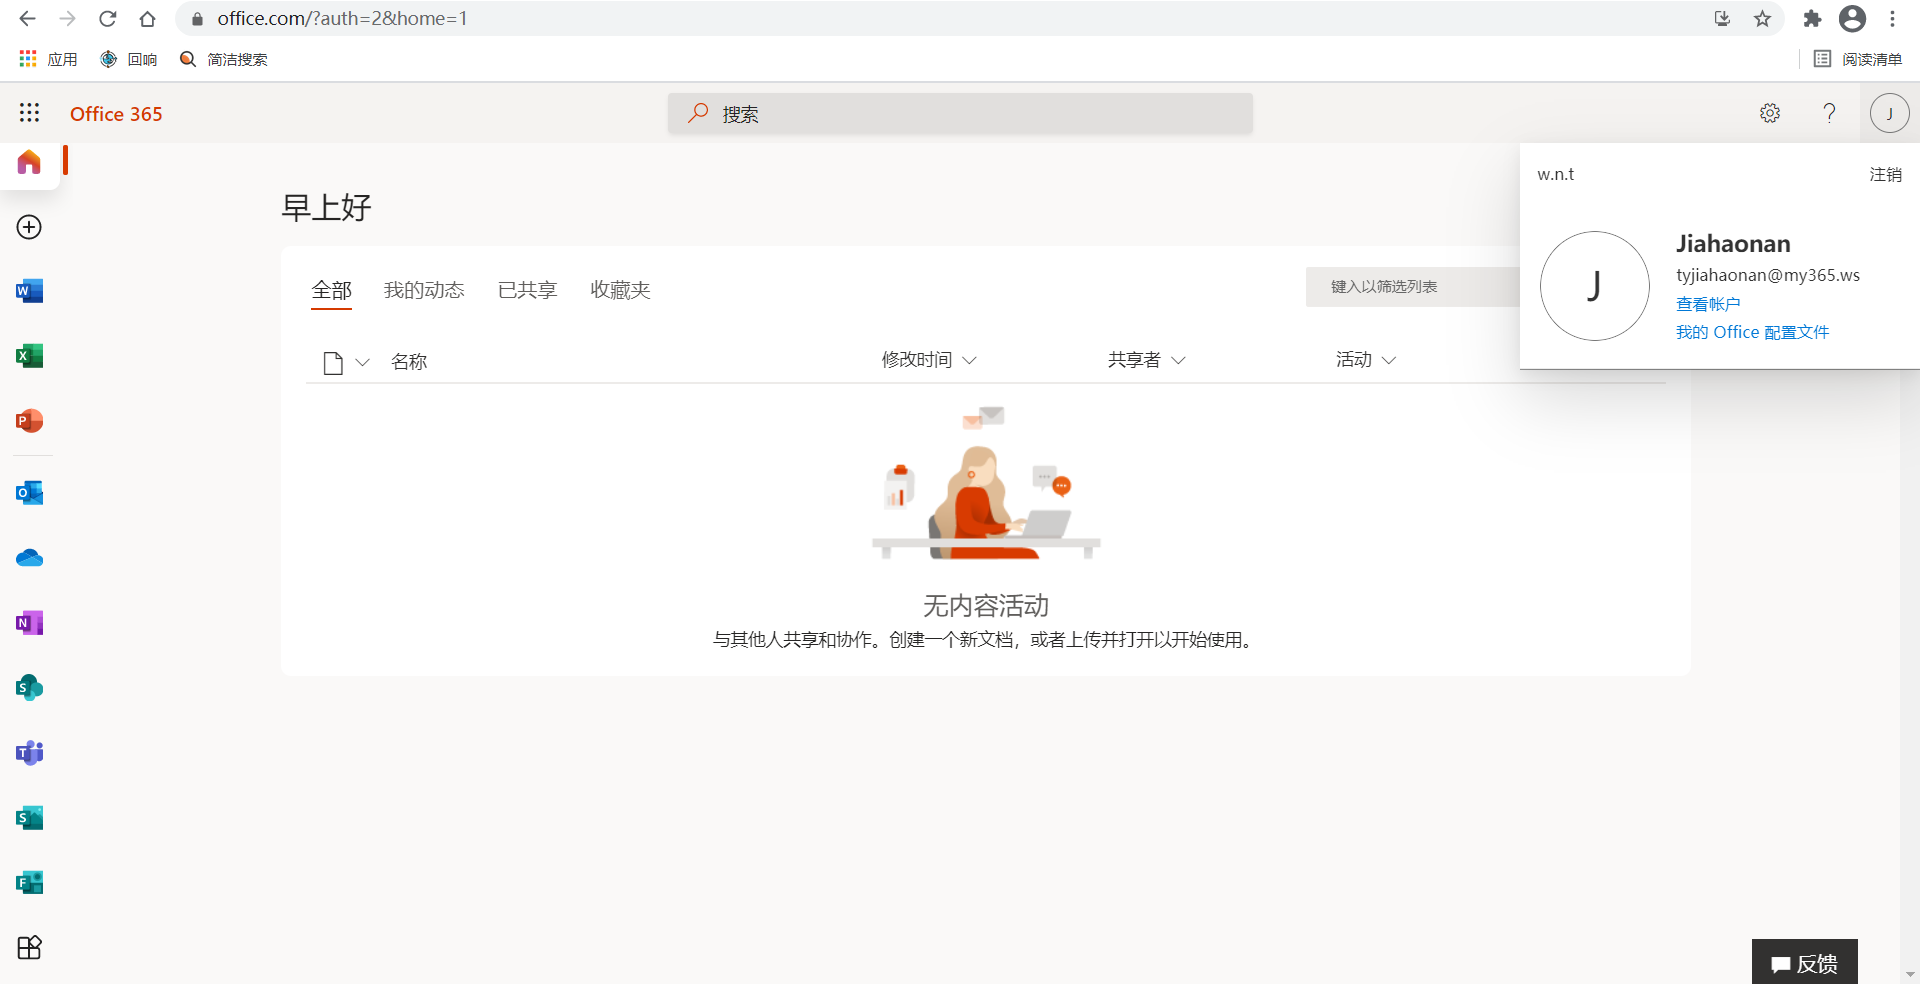 office.com/?auth=2&home=1
应用 回响 简洁搜索 阅读清单
Office 365 搜索 ? J
w.n.t 注销
早上好
Jiahaonan
J
tyjiahaonan@my365.ws
查看帐户
我的 Office 配置文件
全部 我的动态 已共享 收藏夹 键入以筛选列表
名称 修改时间 共享者 活动
无内容活动
与其他人共享和协作。创建一个新文档，或者上传并打开以开始使用。
W
X
P
O
N
S
T
S
F
反馈